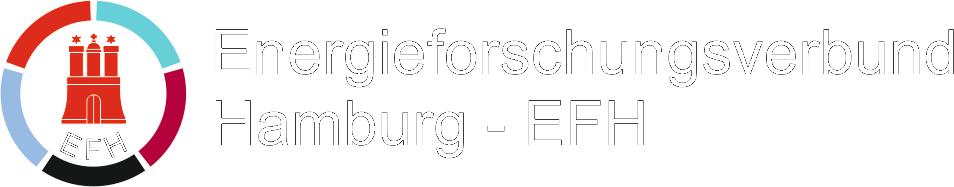 Energieforschungsverbund
Hamburg - EFH
EFH